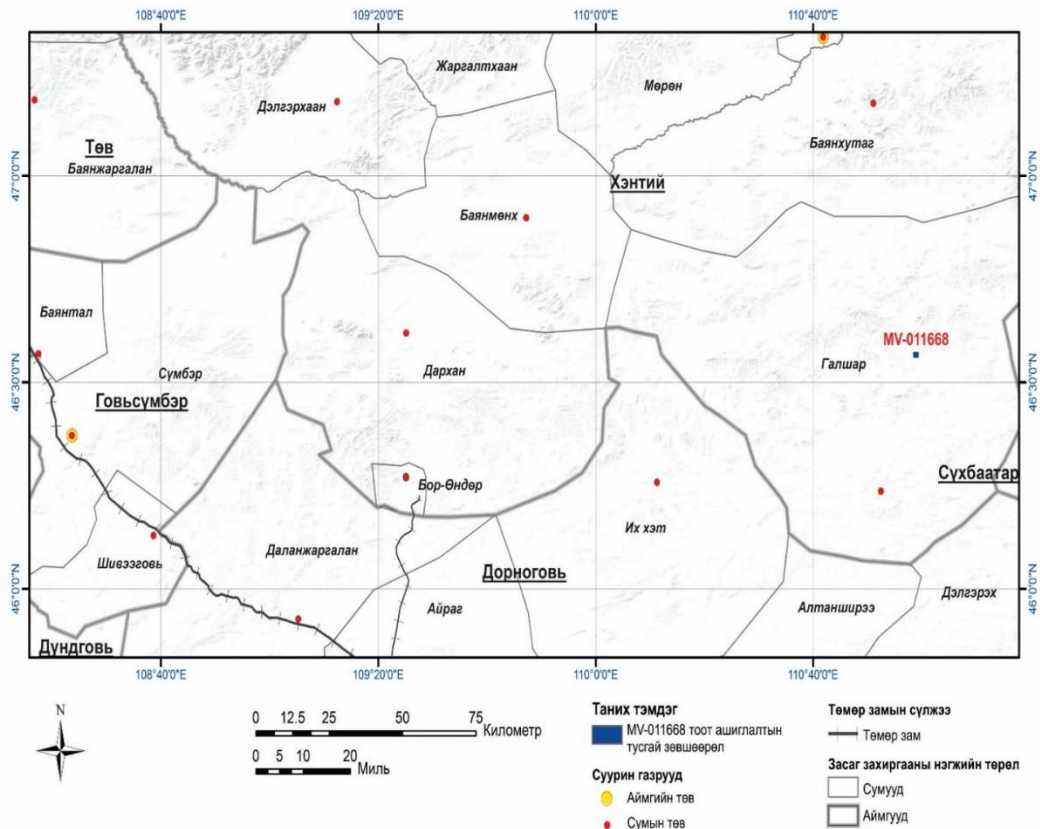 108°40'0"E 109°20'0"E 110°0'0"E 110°40'0"E
Жаргалтхаан
Мөрөн
Дэлгэрхаан
Баянхутаг
Төв
Баянжаргалан
47°0'0"N 47°0'0"N
Хэнтий
Баянмөнх
Баянтал
MV-011668
Сүмбэр
Дархан
Галшар
46°30'0"N 46°30'0"N
Говьсүмбэр
Сүхбаатар
Бор-Өндөр
Их хэт
Даланжаргалан
Шивээговь
Дорноговь
46°0'0"N 46°0'0"N
Айраг
Алтанширээ
Дэлгэрэх
Дундговь
108°40'0"E 109°20'0"E 110°0'0"E 110°40'0"E
N
0 12.5 25 50 75
Километр
0 5 10 20
Миль
Таних тэмдэг
MV-011668 тоот ашиглалтын
тусгай зөвшөөрөл
Суурин газрууд
Аймгийн төв
Сумын төв
Төмөр замын сүлжээ
Төмөр зам
Засаг захиргааны нэгжийн төрөл
Сумууд
Аймгууд